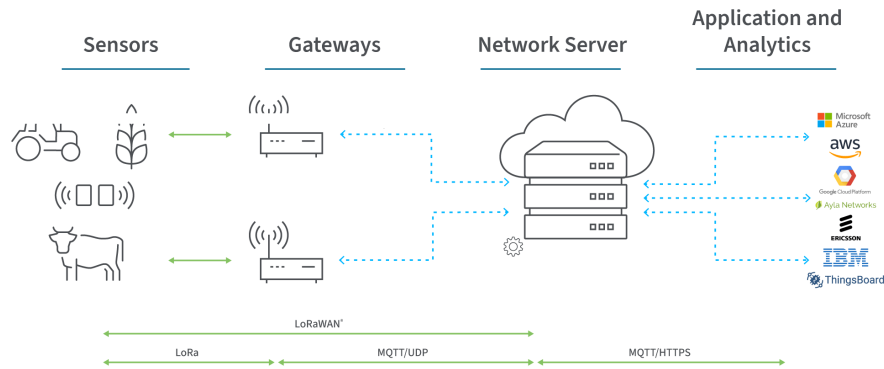 Sensors
Gateways
Network Server
Application and
Analytics
Microsoft
Azure
aws
Google Cloud Platform
Ayla Networks
ERICSSON
IBM
ThingsBoard
LoRaWAN®
LoRa
MQTT/UDP
MQTT/HTTPS